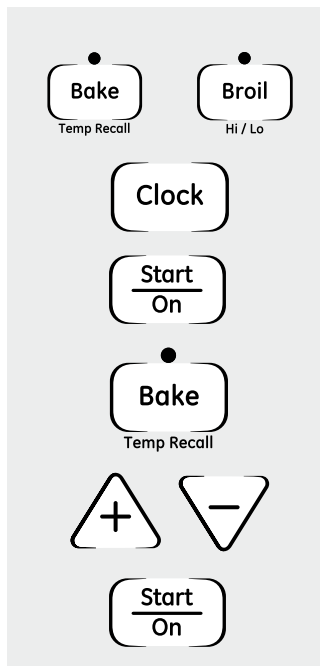 Bake Broil
Temp Recall Hi / Lo
Clock
Start
On
Bake
Temp Recall
+ −
Start
On